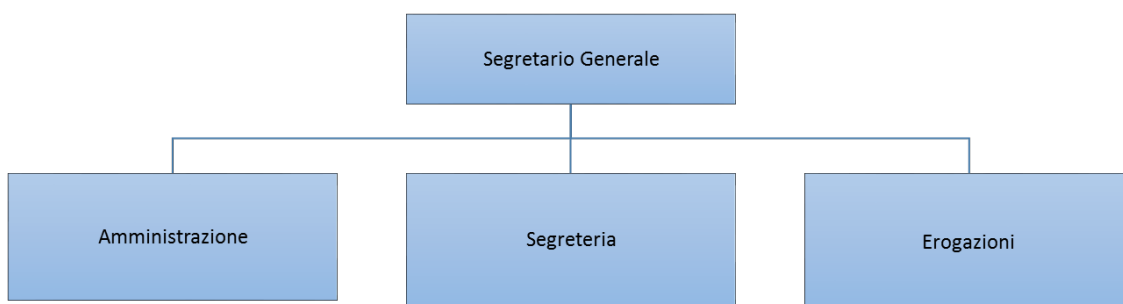 Segretario Generale
Amministrazione
Segreteria
Erogazioni